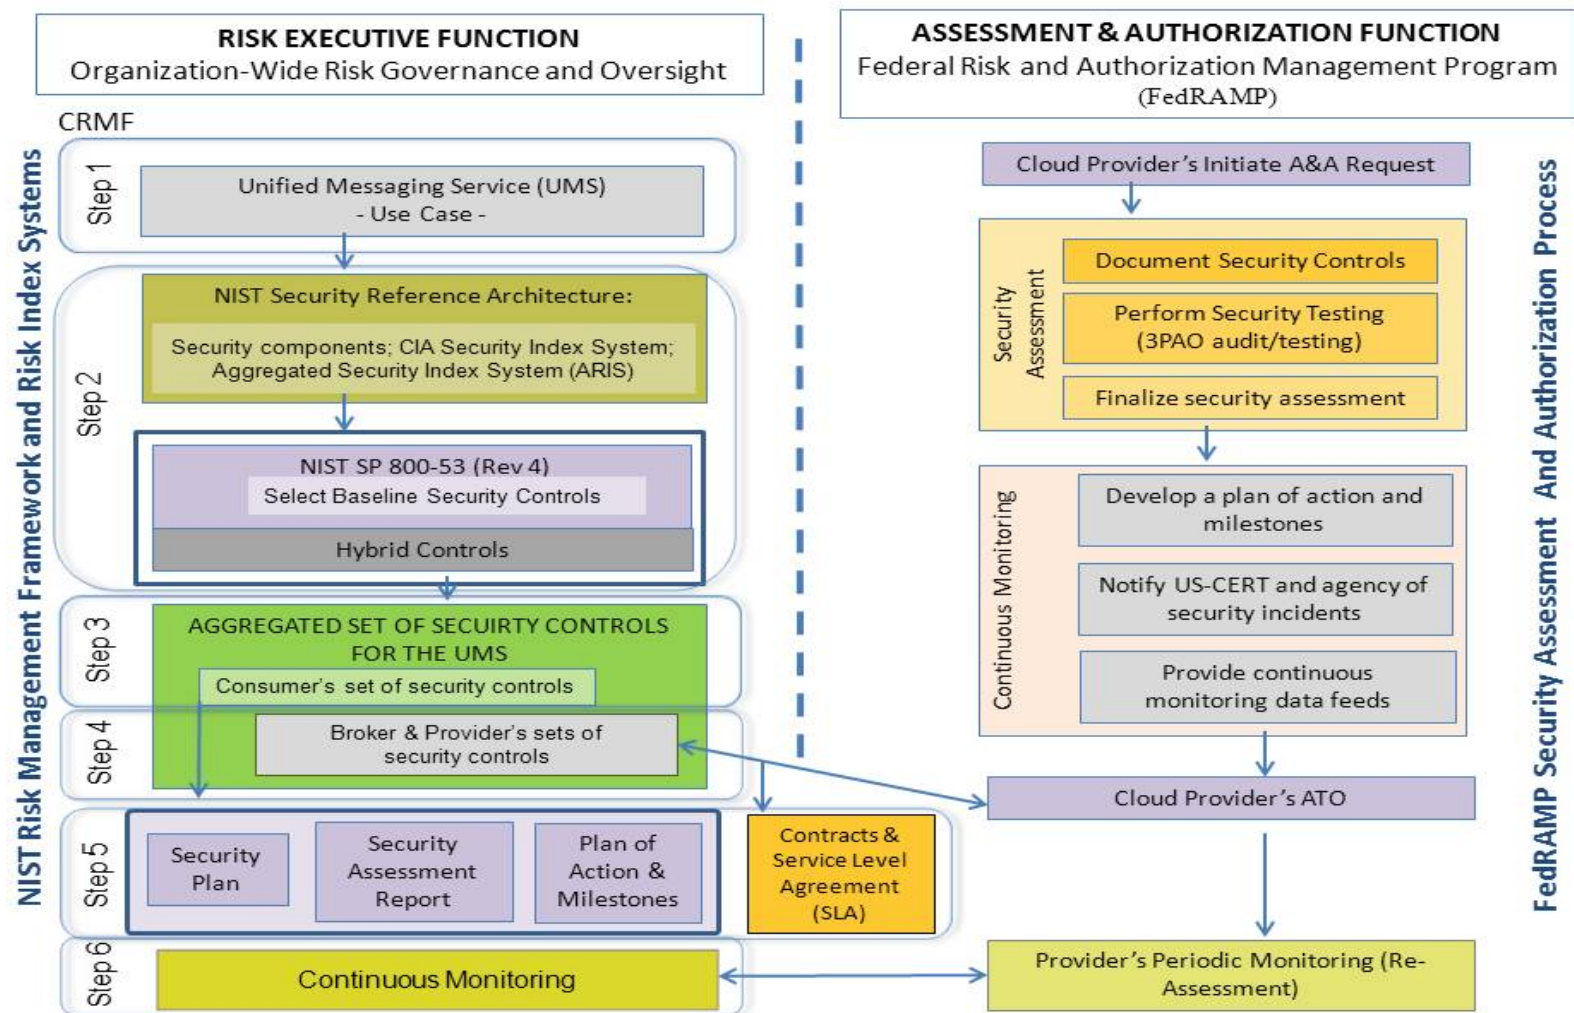 RISK EXECUTIVE FUNCTION
Organization-Wide Risk Governance and Oversight
CRMF
NIST Risk Management Framework and Risk Index Systems
Step 1
Unified Messaging Service (UMS)
- Use Case -
Step 2
NIST Security Reference Architecture:
Security components; CIA Security Index System;
Aggregated Security Index System (ARIS)
NIST SP 800-53 (Rev 4)
Select Baseline Security Controls
Hybrid Controls
Step 3
AGGREGATED SET OF SECUIRTY CONTROLS
FOR THE UMS
Consumer's set of security controls
Step 4
Broker & Provider's sets of
security controls
Step 5
Security
Plan
Security
Assessment
Report
Plan of
Action &
Milestones
Contracts &
Service Level
Agreement
(SLA)
Step 6
Continuous Monitoring
ASSESSMENT & AUTHORIZATION FUNCTION
Federal Risk and Authorization Management Program
(FedRAMP)
Cloud Provider's Initiate A&A Request
Security
Assessment
Document Security Controls
Perform Security Testing
(3PAO audit/testing)
Finalize security assessment
Continuous Monitoring
Develop a plan of action and
milestones
Notify US-CERT and agency of
security incidents
Provide continuous
monitoring data feeds
Cloud Provider's ATO
Provider's Periodic Monitoring (Re-
Assessment)
FedRAMP Security Assessment And Authorization Process